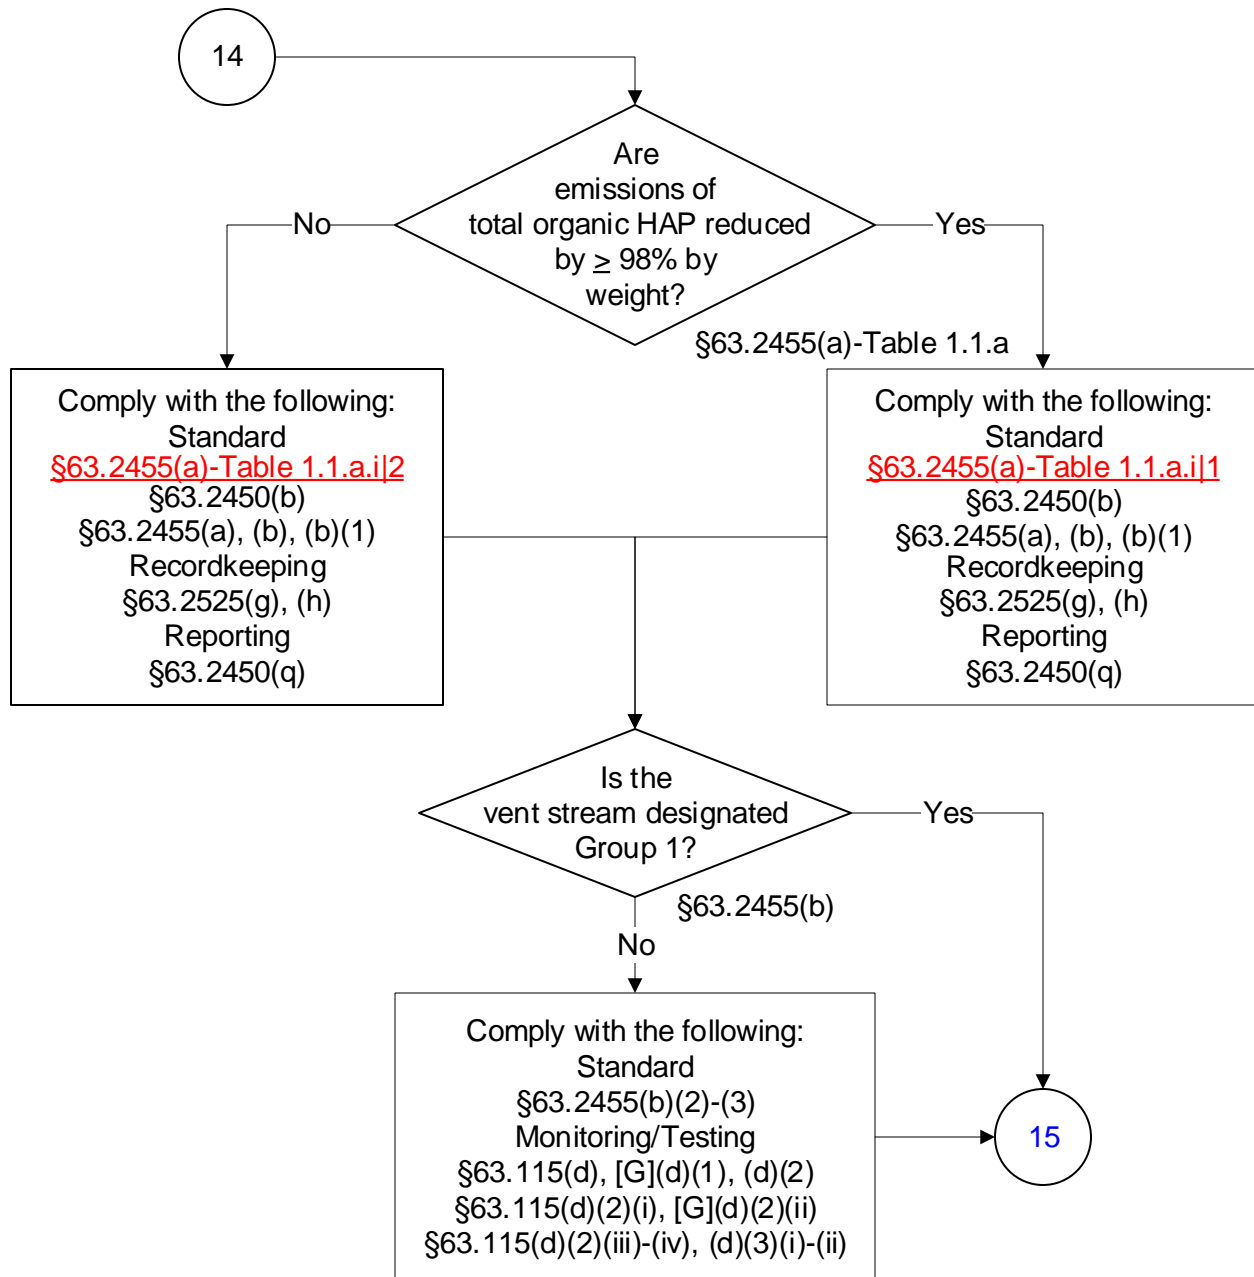 14
Are
emissions of
total organic HAP reduced
by ≥ 98% by
weight?
No
Yes
§63.2455(a)-Table 1.1.a
Comply with the following:
Standard
§63.2455(a)-Table 1.1.a.i|2
§63.2450(b)
§63.2455(a), (b), (b)(1)
Recordkeeping
§63.2525(g), (h)
Reporting
§63.2450(q)
Comply with the following:
Standard
§63.2455(a)-Table 1.1.a.i|1
§63.2450(b)
§63.2455(a), (b), (b)(1)
Recordkeeping
§63.2525(g), (h)
Reporting
§63.2450(q)
Is the
vent stream designated
Group 1?
Yes
§63.2455(b)
No
Comply with the following:
Standard
§63.2455(b)(2)-(3)
Monitoring/Testing
§63.115(d), [G](d)(1), (d)(2)
§63.115(d)(2)(i), [G](d)(2)(ii)
§63.115(d)(2)(iii)-(iv), (d)(3)(i)-(ii)
15